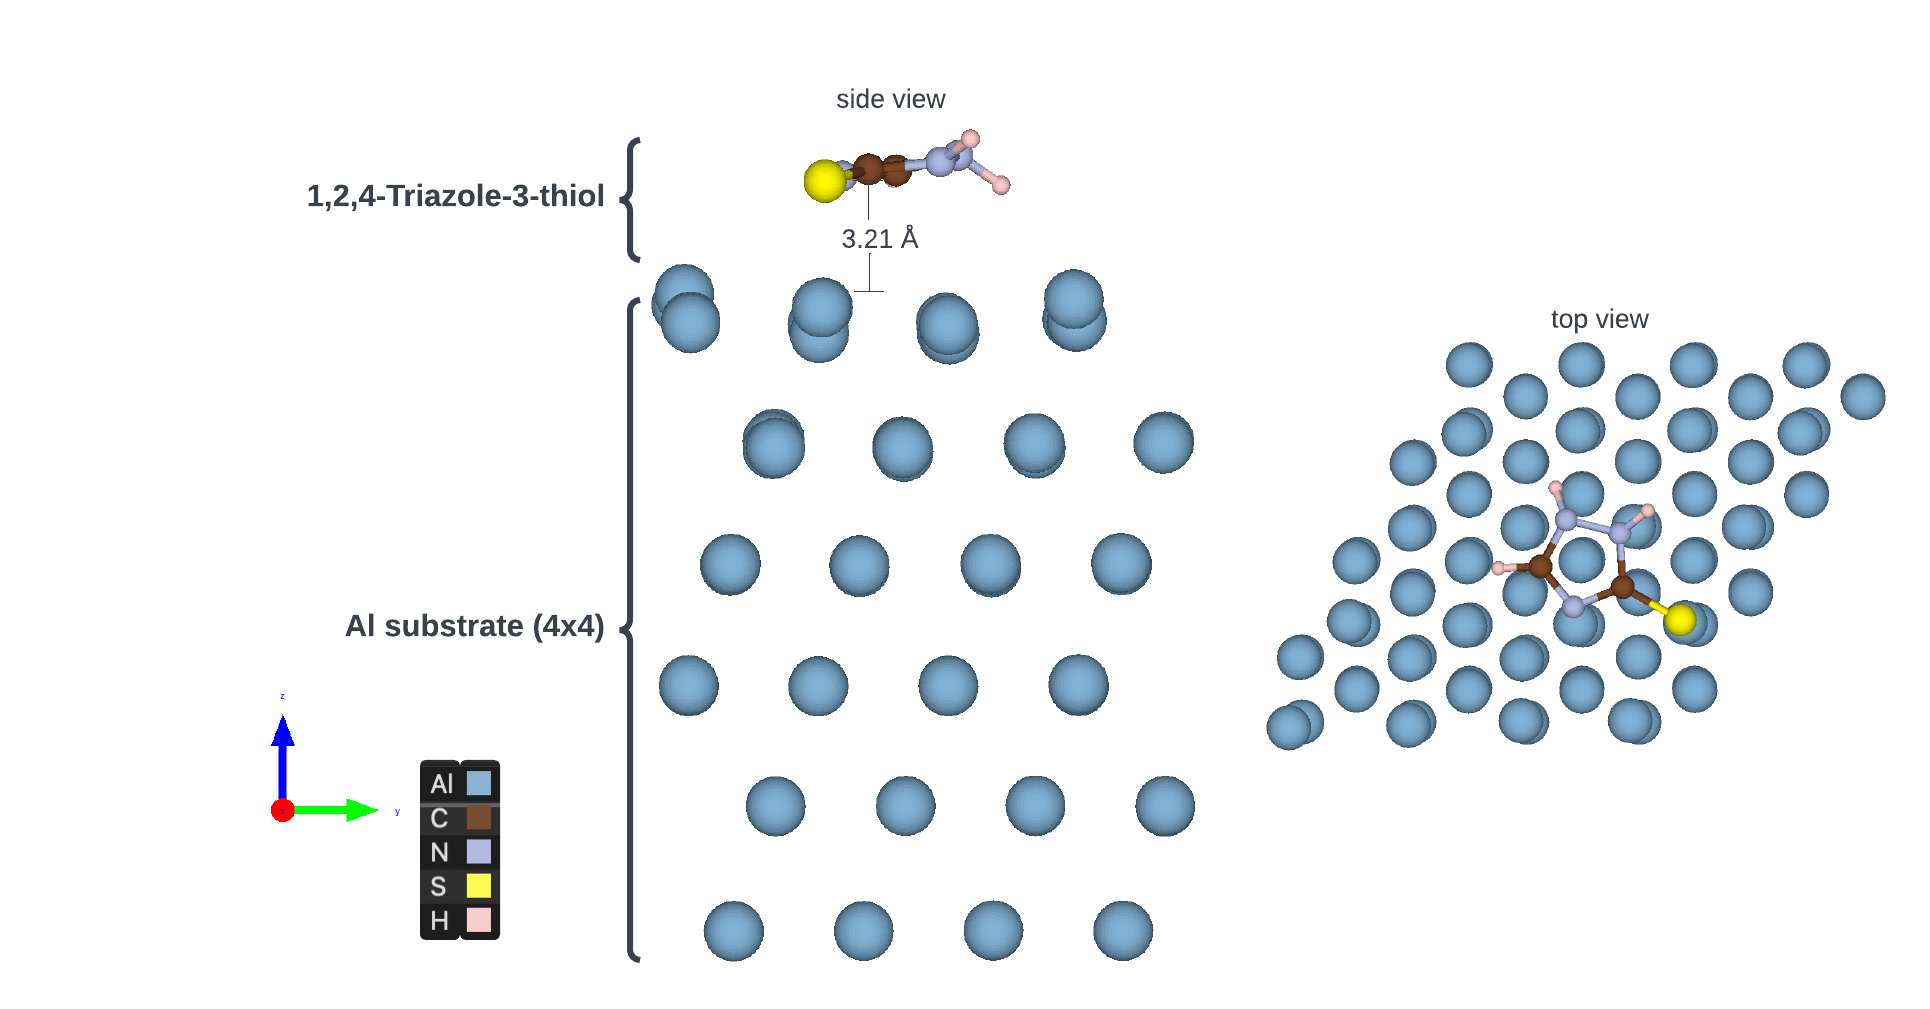 side view
1,2,4-Triazole-3-thiol
3.21 Å
top view
Al substrate (4x4)
z
y
x
Al
C
N
S
H